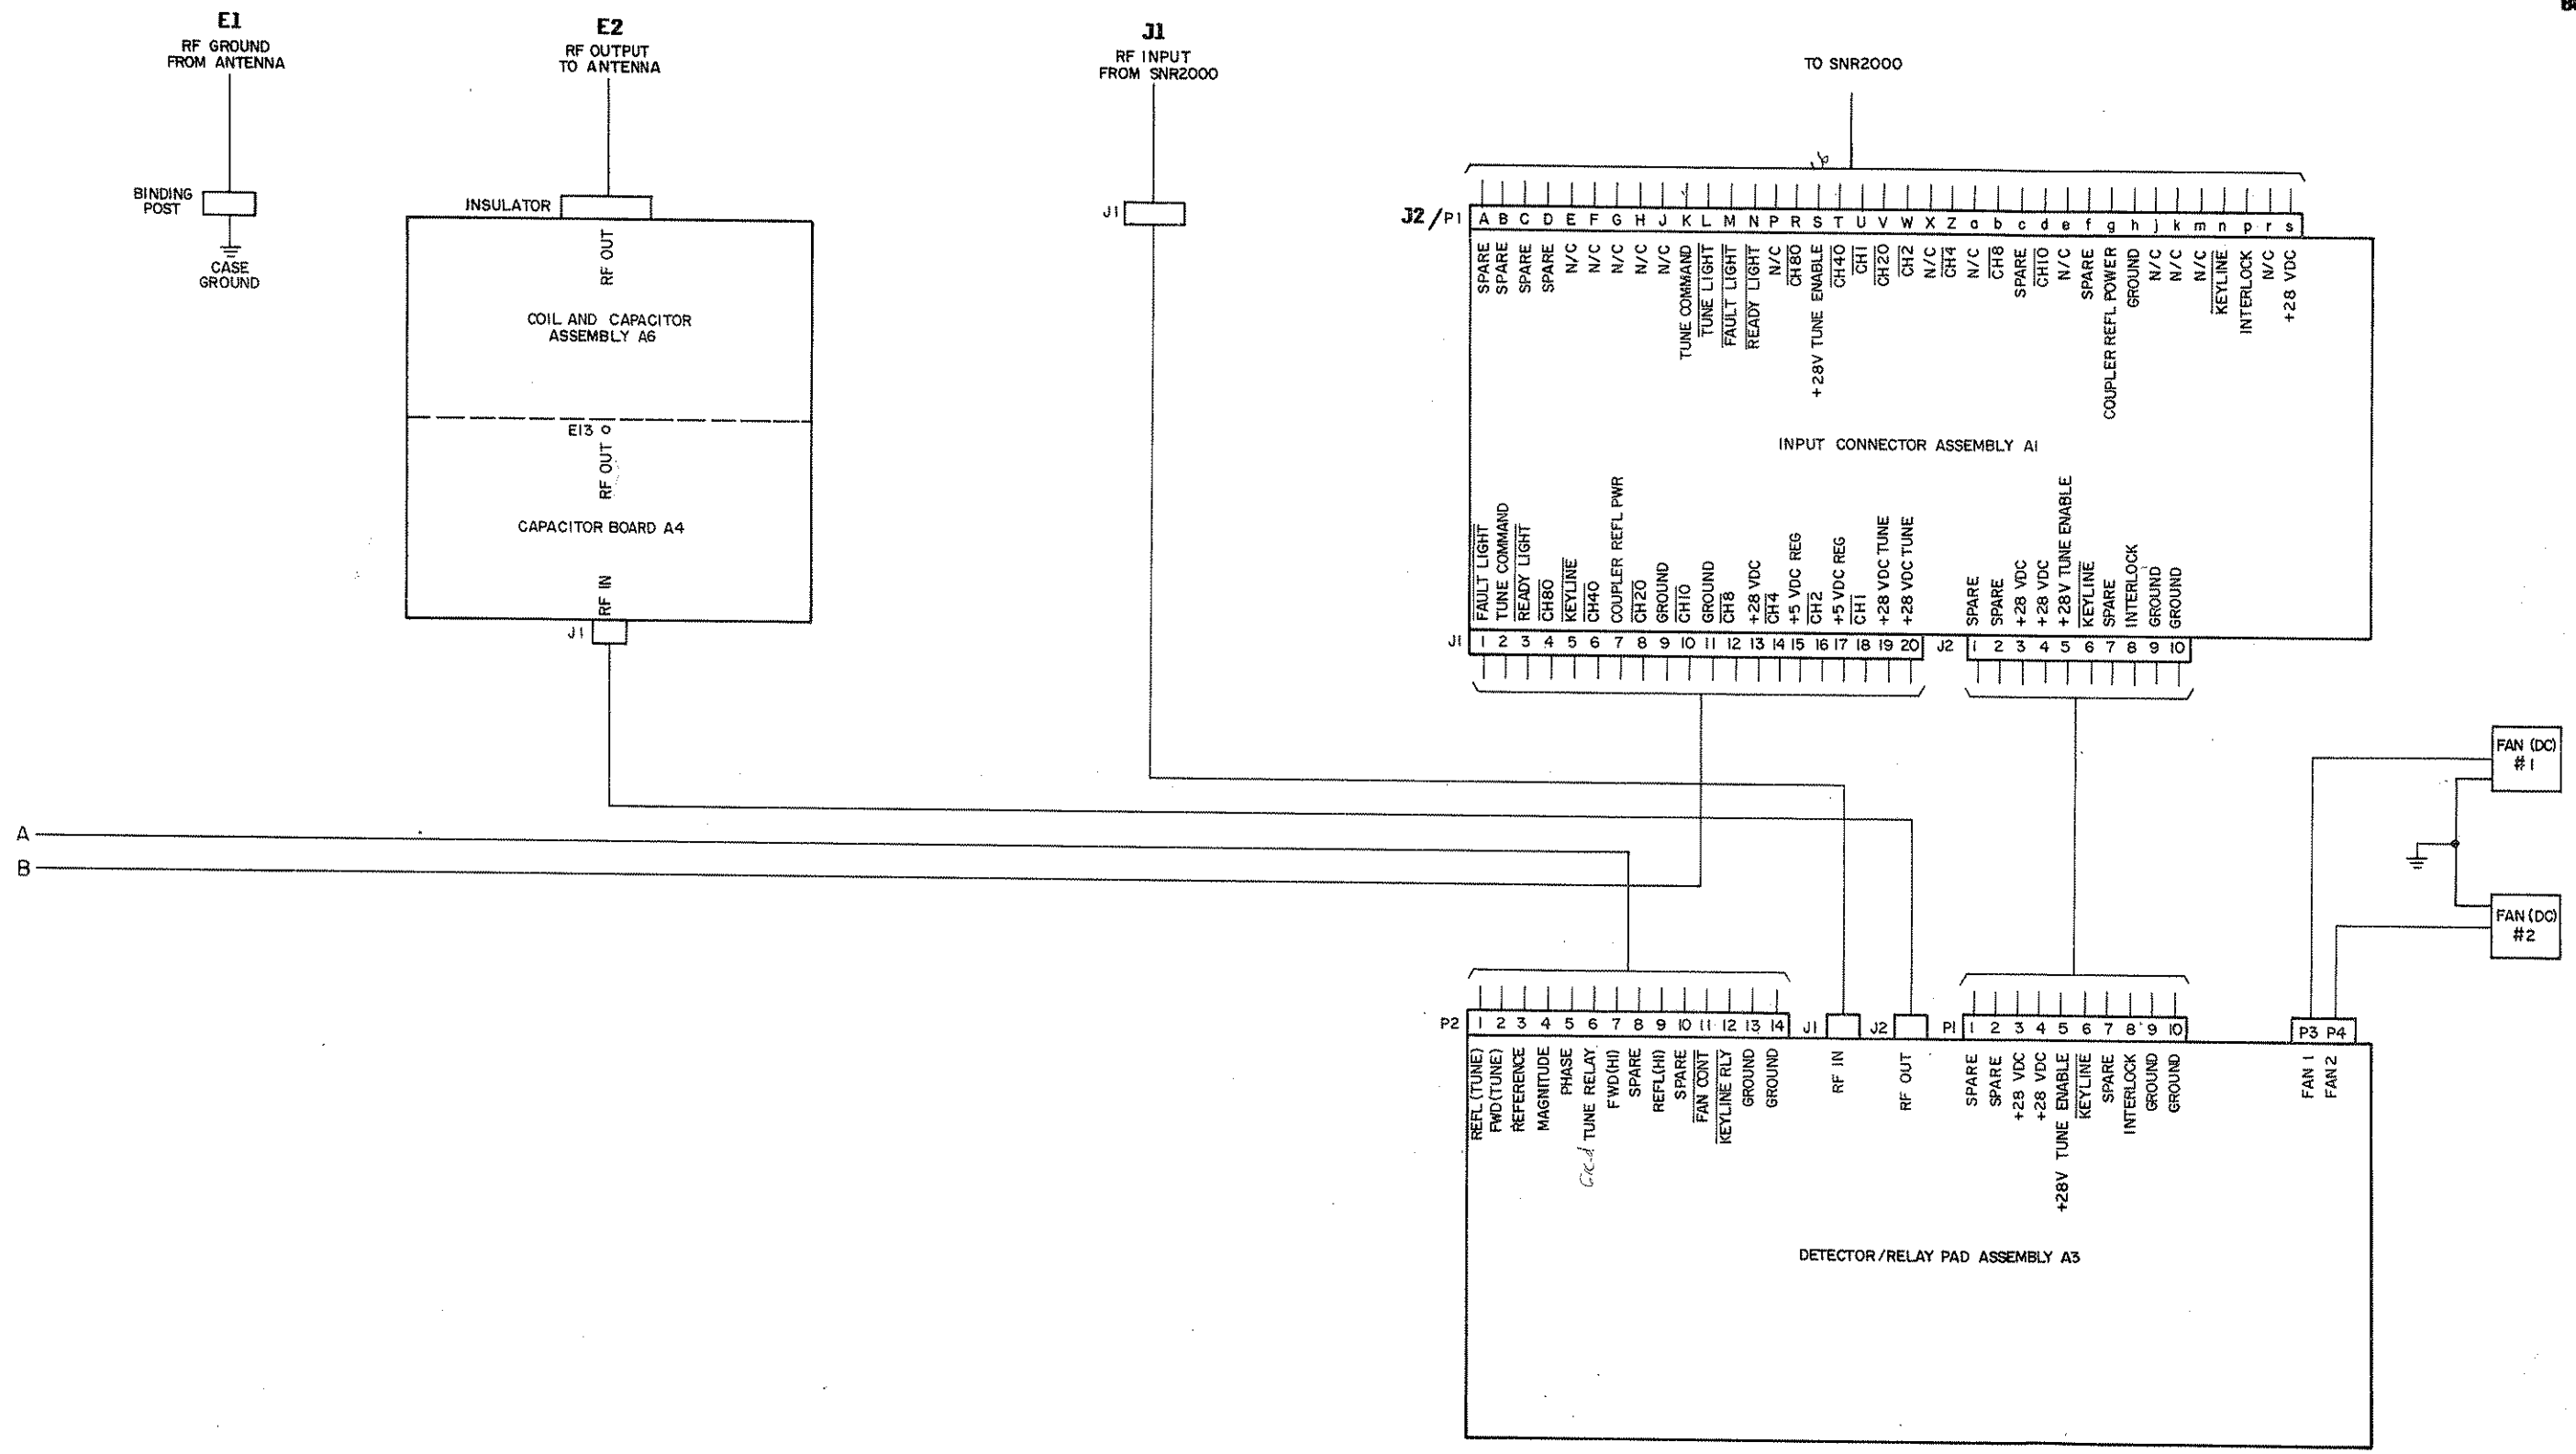 E1
RF GROUND
FROM ANTENNA
E2
RF OUTPUT
TO ANTENNA
J1
RF INPUT
FROM SNR2000
TO SNR2000
BINDING
POST
CASE
GROUND
INSULATOR
RF OUT
COIL AND CAPACITOR
ASSEMBLY A6
E13
RF OUT
CAPACITOR BOARD A4
RF IN
J1
J1
J2 / P1
A B C D E F G H J K L M N P R S T U V W X Z a b c d e f g h j k m n p r s
SPARE
SPARE
SPARE
SPARE
N/C
N/C
N/C
N/C
N/C
TUNE COMMAND
TUNE LIGHT
FAULT LIGHT
READY LIGHT
N/C
CH80
+28V TUNE ENABLE
CH40
CH1
CH20
CH2
N/C
CH4
N/C
CH8
SPARE
CH10
N/C
SPARE
COUPLER REFL POWER
GROUND
N/C
N/C
N/C
KEYLINE
INTERLOCK
N/C
+28 VDC
INPUT CONNECTOR ASSEMBLY A1
FAULT LIGHT
TUNE COMMAND
READY LIGHT
CH80
KEYLINE
CH40
COUPLER REFL PWR
CH20
GROUND
CH10
GROUND
CH8
+28 VDC
CH4
+5 VDC REG
CH2
+5 VDC REG
CH1
+28 VDC TUNE
+28 VDC TUNE
SPARE
SPARE
+28 VDC
+28 VDC
+28V TUNE ENABLE
KEYLINE
SPARE
INTERLOCK
GROUND
GROUND
J1 1 2 3 4 5 6 7 8 9 10 11 12 13 14 15 16 17 18 19 20
J2 1 2 3 4 5 6 7 8 9 10
FAN (DC)
#1
A
B
FAN (DC)
#2
P2 1 2 3 4 5 6 7 8 9 10 11 12 13 14
J1
J2
P1 1 2 3 4 5 6 7 8 9 10
P3 P4
REFL (TUNE)
FWD (TUNE)
REFERENCE
MAGNITUDE
PHASE
TUNE RELAY
FWD (HI)
SPARE
REFL (HI)
SPARE
FAN CONT
KEYLINE RLY
GROUND
GROUND
RF IN
RF OUT
SPARE
SPARE
+28 VDC
+28 VDC
+28V TUNE ENABLE
KEYLINE
SPARE
INTERLOCK
GROUND
GROUND
FAN 1
FAN 2
DETECTOR/RELAY PAD ASSEMBLY A3